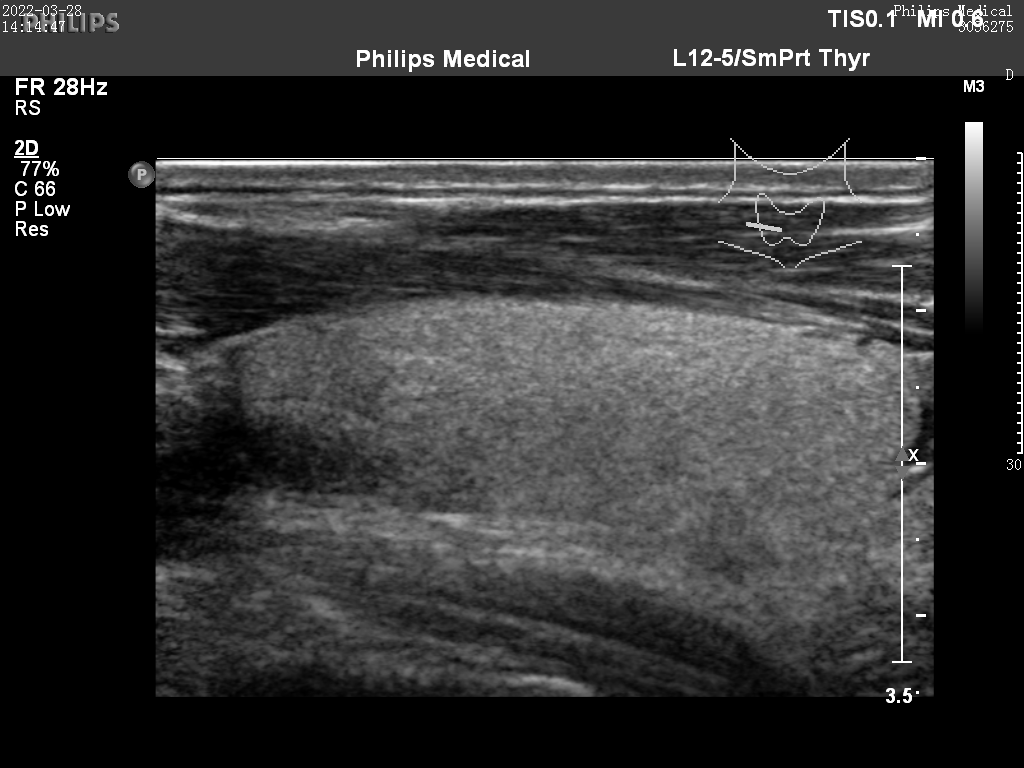 2022-03-28
14:14:47
PHILIPS
TIS0.1 MI 0.6
Philips Medical
Philips Medical
L12-5/SmPrt Thyr
D
FR 28Hz
RS
M3
2D
77%
C 66
P Low
Res
P
X
30
3.5